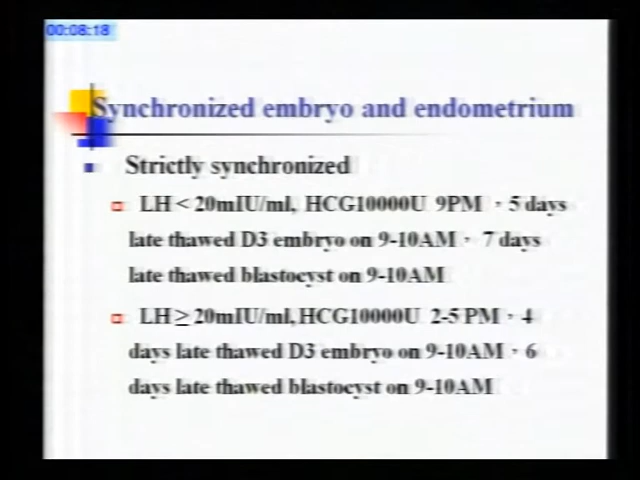 00:08:18
Synchronized embryo and endometrium
Strictly synchronized
LH < 20mIU/ml, HCG10000U 9PM , 5 days
late thawed D3 embryo on 9-10AM , 7 days
late thawed blastocyst on 9-10AM
LH ≥ 20mIU/ml,HCG10000U 2-5 PM , 4
days late thawed D3 embryo on 9-10AM , 6
days late thawed blastocyst on 9-10AM